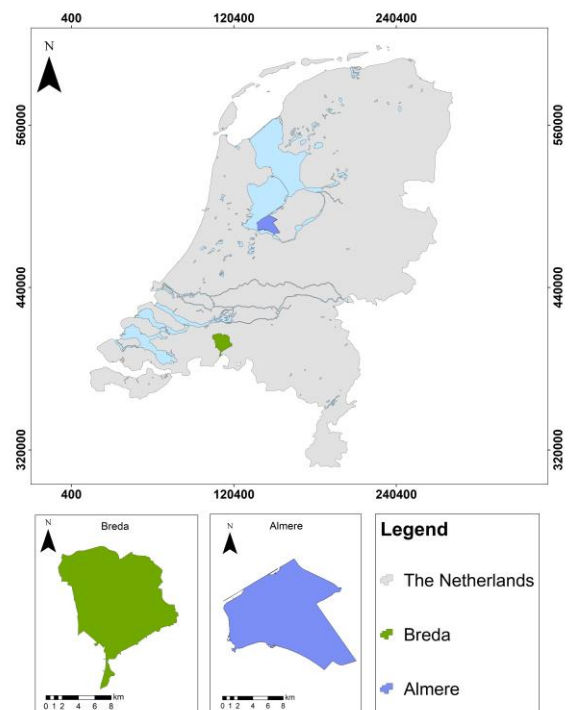 400 120400 240400
N
560000 560000
440000 440000
320000 320000
400 120400 240400
N Breda
N Almere
0 1 2 4 6 8 km
0 1 2 4 6 8 km
Legend
The Netherlands
Breda
Almere